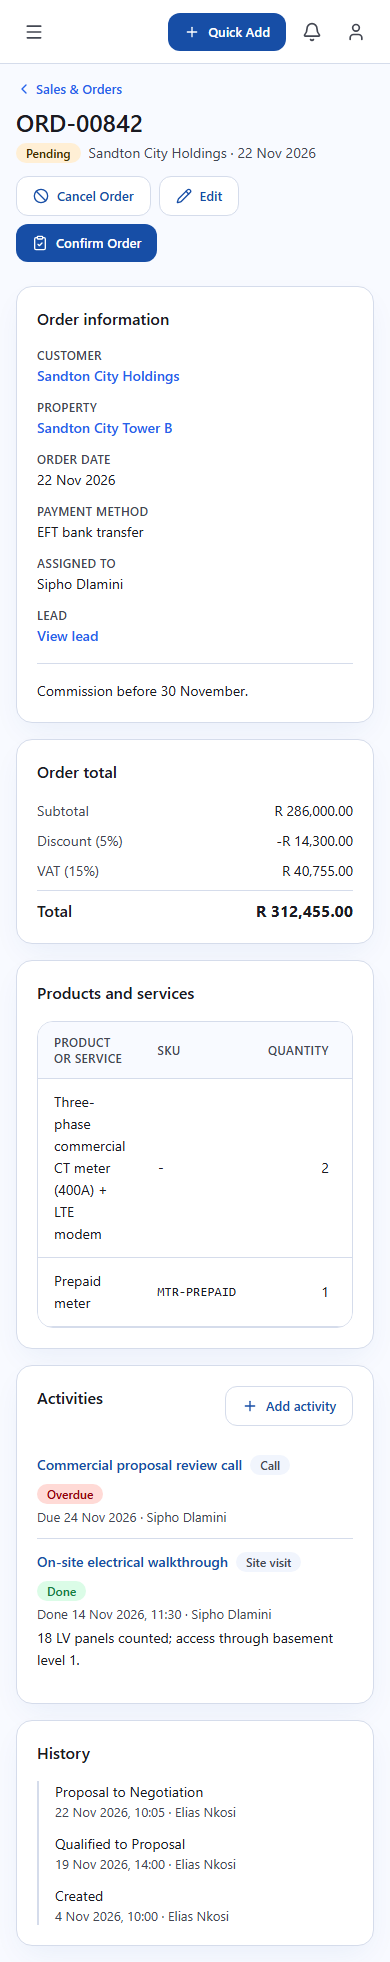 Quick Add
Sales & Orders
ORD-00842
Pending Sandton City Holdings · 22 Nov 2026
Cancel Order Edit
Confirm Order
Order information
CUSTOMER
Sandton City Holdings
PROPERTY
Sandton City Tower B
ORDER DATE
22 Nov 2026
PAYMENT METHOD
EFT bank transfer
ASSIGNED TO
Sipho Dlamini
LEAD
View lead
Commission before 30 November.
Order total
Subtotal R 286,000.00
Discount (5%) -R 14,300.00
VAT (15%) R 40,755.00
Total R 312,455.00
Products and services
PRODUCT
OR SERVICE SKU QUANTITY
Three-
phase
commercial
CT meter - 2
(400A) +
LTE
modem
Prepaid
meter MTR-PREPAID 1
Activities Add activity
Commercial proposal review call Call
Overdue
Due 24 Nov 2026 · Sipho Dlamini
On-site electrical walkthrough Site visit
Done
Done 14 Nov 2026, 11:30 · Sipho Dlamini
18 LV panels counted; access through basement
level 1.
History
Proposal to Negotiation
22 Nov 2026, 10:05 · Elias Nkosi
Qualified to Proposal
19 Nov 2026, 14:00 · Elias Nkosi
Created
4 Nov 2026, 10:00 · Elias Nkosi